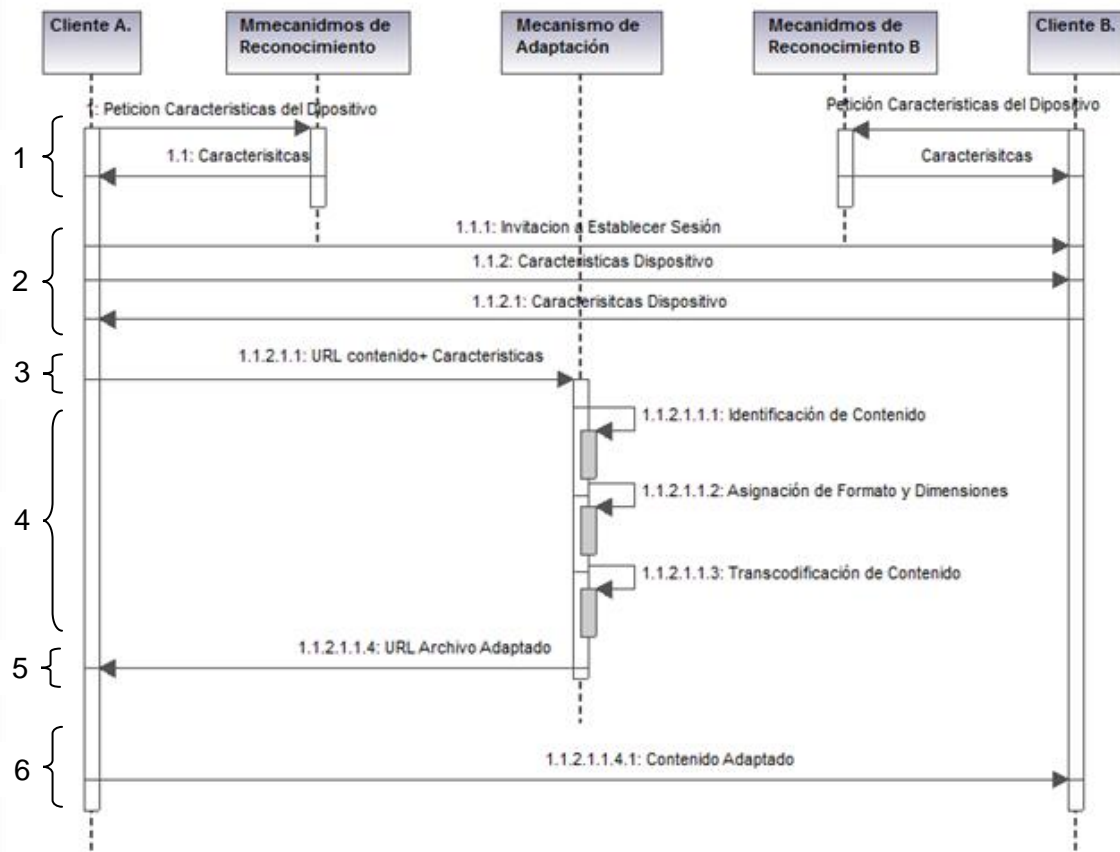 Cliente A.
Mmecanidmos de
Reconocimiento
Mecanismo de
Adaptación
Mecanidmos de
Reconocimiento B
Cliente B.
1: Peticion Caracteristicas del Dipositivo
Petición Caracteristicas del Dipositivo
1
1.1: Caracterisitcas
Caracterisitcas
1.1.1: Invitacion a Establecer Sesión
2
1.1.2: Caracteristicas Dispositivo
1.1.2.1: Caracterisitcas Dispositivo
3
1.1.2.1.1: URL contenido+ Caracteristicas
1.1.2.1.1.1: Identificación de Contenido
4
1.1.2.1.1.2: Asignación de Formato y Dimensiones
1.1.2.1.1.3: Transcodificación de Contenido
1.1.2.1.1.4: URL Archivo Adaptado
5
6
1.1.2.1.1.4.1: Contenido Adaptado